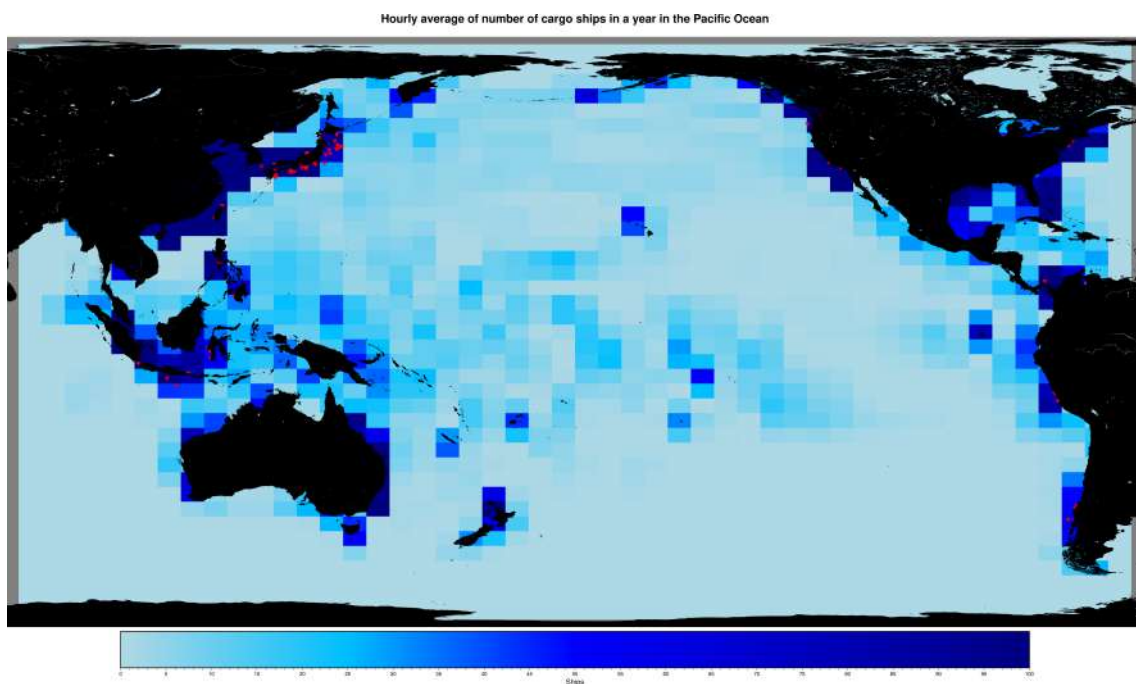 Hourly average of number of cargo ships in a year in the Pacific Ocean
0 5 10 15 20 25 30 35 40 45 50 55 60 65 70 75 80 85 90 95 100
Ships